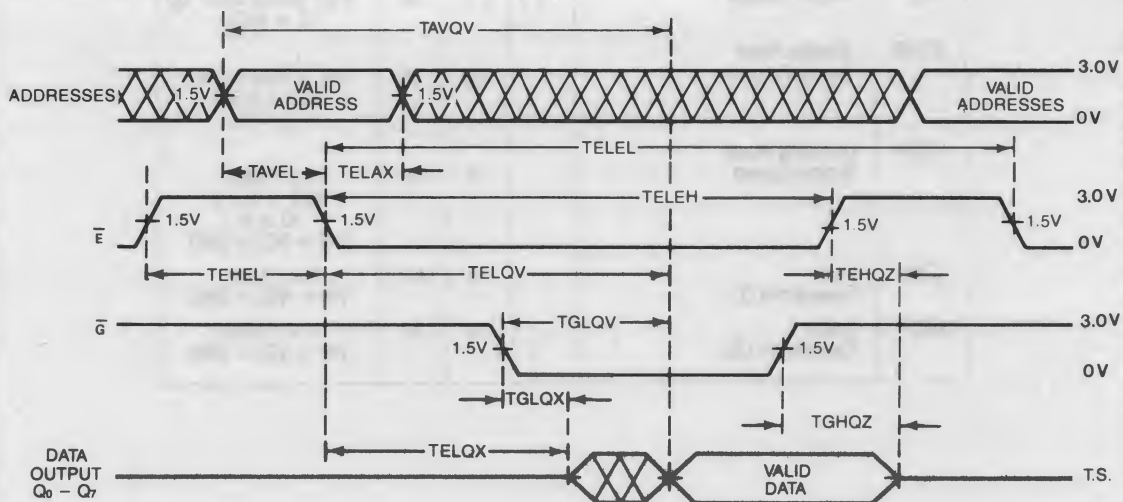 TAVQV
ADDRESSES 1.5V VALID ADDRESS 1.5V VALID ADDRESSES 3.0V 0V
TELEL
TAVEL TELAX
TELEH
E 1.5V 1.5V 1.5V 1.5V 3.0V 0V
TEHEL TELQV TEHQZ
G 1.5V TGLQV 1.5V 3.0V 0V
TGLQX TGHQZ
TELQX
DATA OUTPUT Q0 – Q7 VALID DATA T.S.